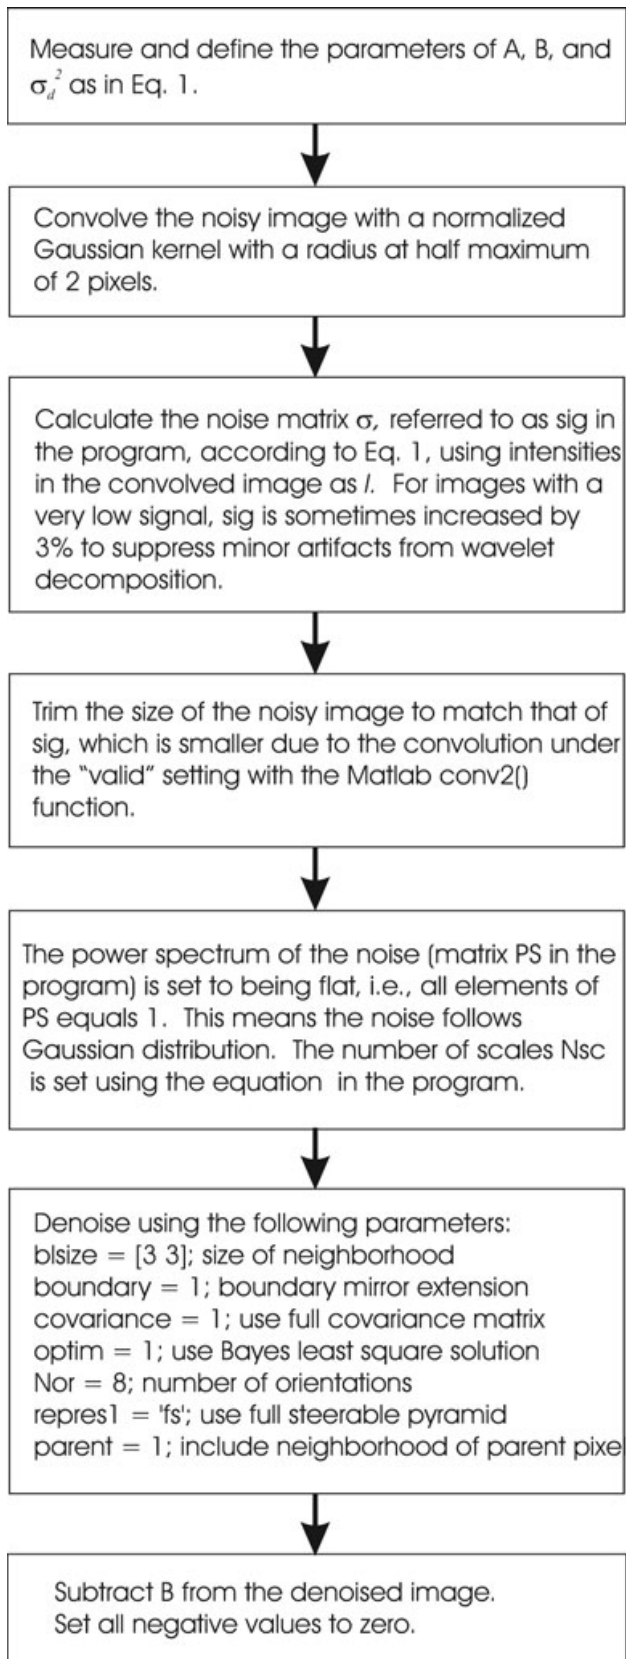 Measure and define the parameters of A, B, and
σ_d² as in Eq. 1.
Convolve the noisy image with a normalized
Gaussian kernel with a radius at half maximum
of 2 pixels.
Calculate the noise matrix σ, referred to as sig in
the program, according to Eq. 1, using intensities
in the convolved image as I. For images with a
very low signal, sig is sometimes increased by
3% to suppress minor artifacts from wavelet
decomposition.
Trim the size of the noisy image to match that of
sig, which is smaller due to the convolution under
the "valid" setting with the Matlab conv2()
function.
The power spectrum of the noise (matrix PS in the
program) is set to being flat, i.e., all elements of
PS equals 1. This means the noise follows
Gaussian distribution. The number of scales Nsc
is set using the equation in the program.
Denoise using the following parameters:
blsize = [3 3]; size of neighborhood
boundary = 1; boundary mirror extension
covariance = 1; use full covariance matrix
optim = 1; use Bayes least square solution
Nor = 8; number of orientations
repres1 = 'fs'; use full steerable pyramid
parent = 1; include neighborhood of parent pixel
Subtract B from the denoised image.
Set all negative values to zero.